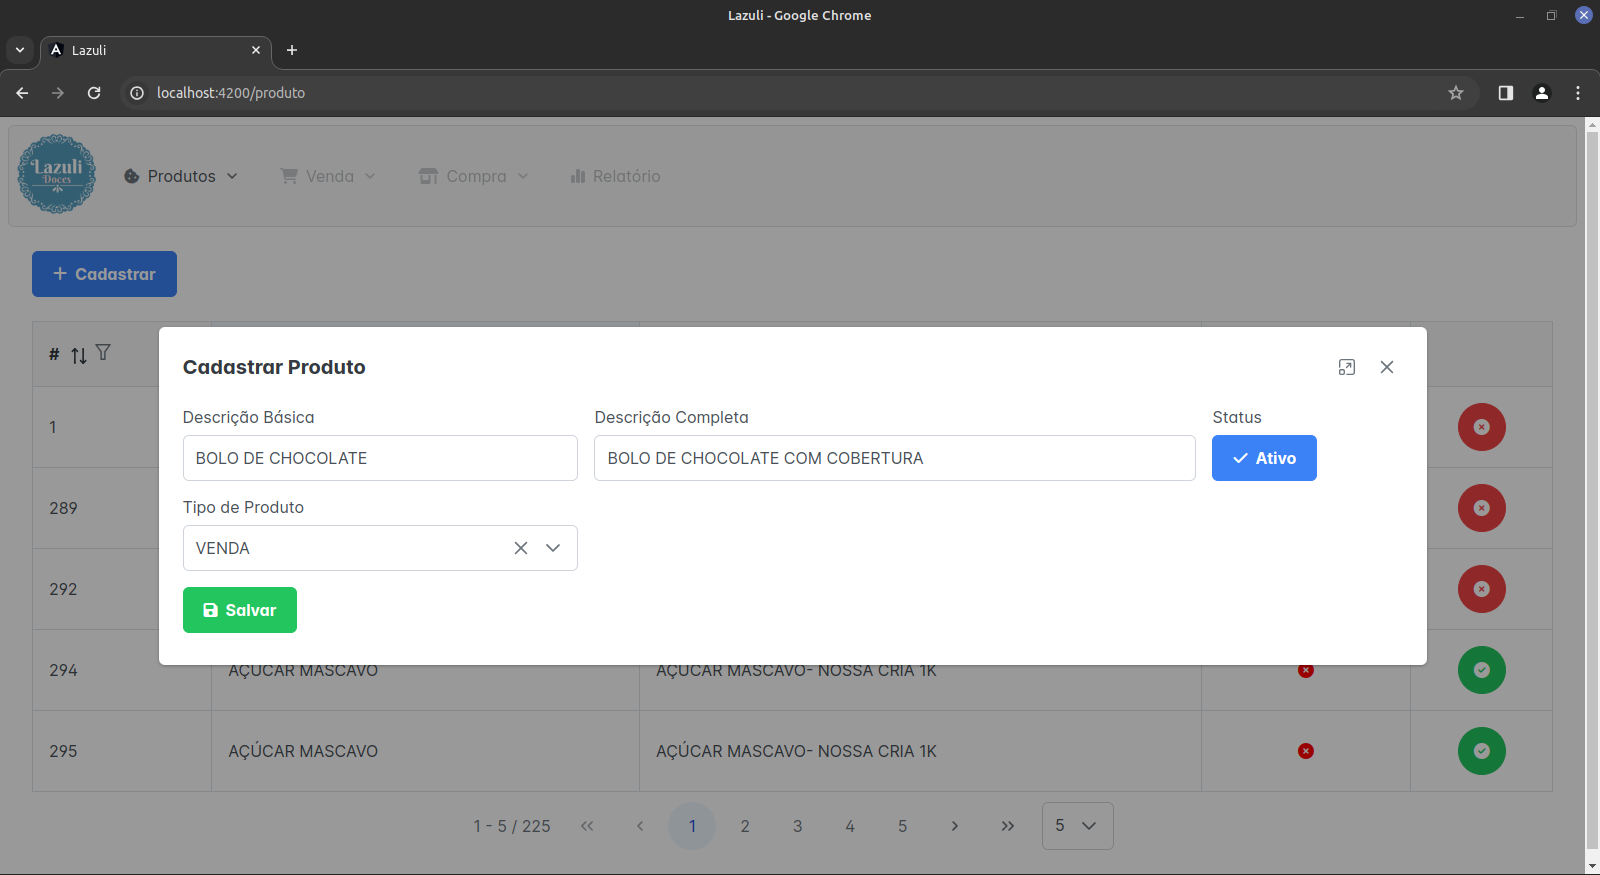 Lazuli - Google Chrome
Lazuli
localhost:4200/produto
Lazuli
Doces
Produtos
Venda
Compra
Relatório
Cadastrar
#
Cadastrar Produto
Descrição Básica
Descrição Completa
Status
BOLO DE CHOCOLATE
BOLO DE CHOCOLATE COM COBERTURA
Ativo
Tipo de Produto
VENDA
Salvar
1
289
292
294 AÇÚCAR MASCAVO AÇÚCAR MASCAVO- NOSSA CRIA 1K
295 AÇÚCAR MASCAVO AÇÚCAR MASCAVO- NOSSA CRIA 1K
1 - 5 / 225 1 2 3 4 5 5